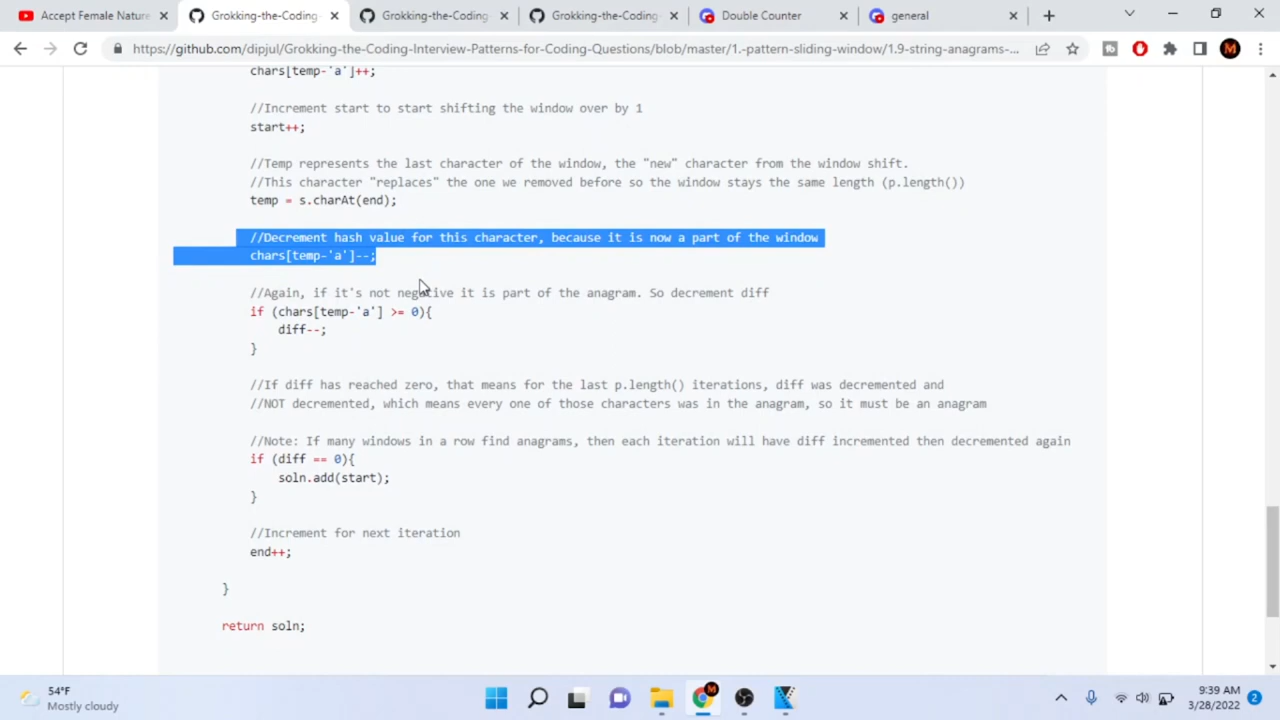 Accept Female Nature
Grokking-the-Coding-
Grokking-the-Coding-
Grokking-the-Coding-
Double Counter
general
https://github.com/dipjul/Grokking-the-Coding-Interview-Patterns-for-Coding-Questions/blob/master/1.-pattern-sliding-window/1.9-string-anagrams-...
chars[temp-'a']++;
//Increment start to start shifting the window over by 1
start++;
//Temp represents the last character of the window, the "new" character from the window shift.
//This character "replaces" the one we removed before so the window stays the same length (p.length())
temp = s.charAt(end);
//Decrement hash value for this character, because it is now a part of the window
chars[temp-'a']--;
//Again, if it's not negative it is part of the anagram. So decrement diff
if (chars[temp-'a'] >= 0){
diff--;
}
//If diff has reached zero, that means for the last p.length() iterations, diff was decremented and
//NOT decremented, which means every one of those characters was in the anagram, so it must be an anagram
//Note: If many windows in a row find anagrams, then each iteration will have diff incremented then decremented again
if (diff == 0){
soln.add(start);
}
//Increment for next iteration
end++;
}
return soln;
54°F
Mostly cloudy
9:39 AM
3/28/2022
2
M
M